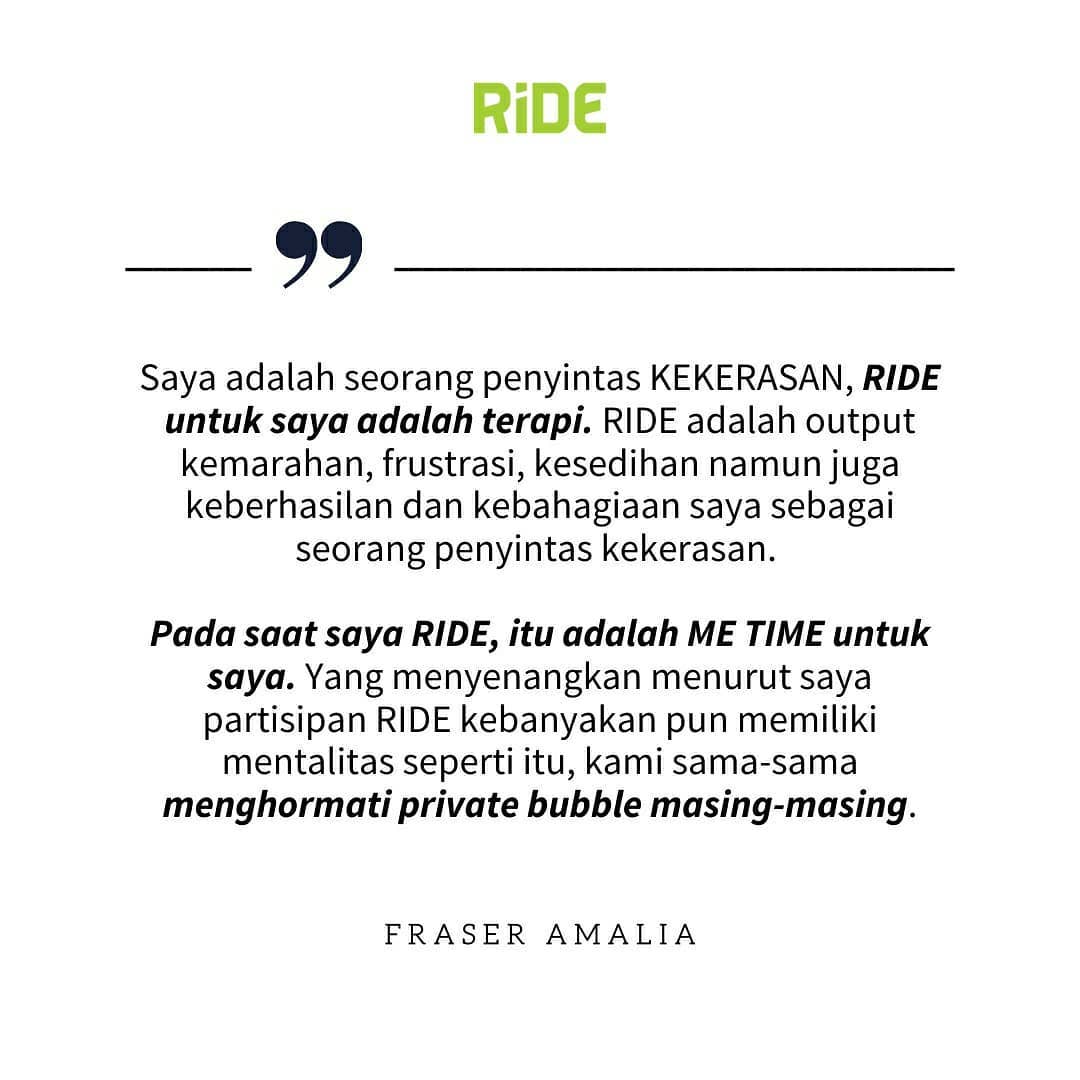 RiDE
”
Saya adalah seorang penyintas KEKERASAN, RIDE
untuk saya adalah terapi. RIDE adalah output
kemarahan, frustrasi, kesedihan namun juga
keberhasilan dan kebahagiaan saya sebagai
seorang penyintas kekerasan.
Pada saat saya RIDE, itu adalah ME TIME untuk
saya. Yang menyenangkan menurut saya
partisipan RIDE kebanyakan pun memiliki
mentalitas seperti itu, kami sama-sama
menghormati private bubble masing-masing.
FRASER AMALIA